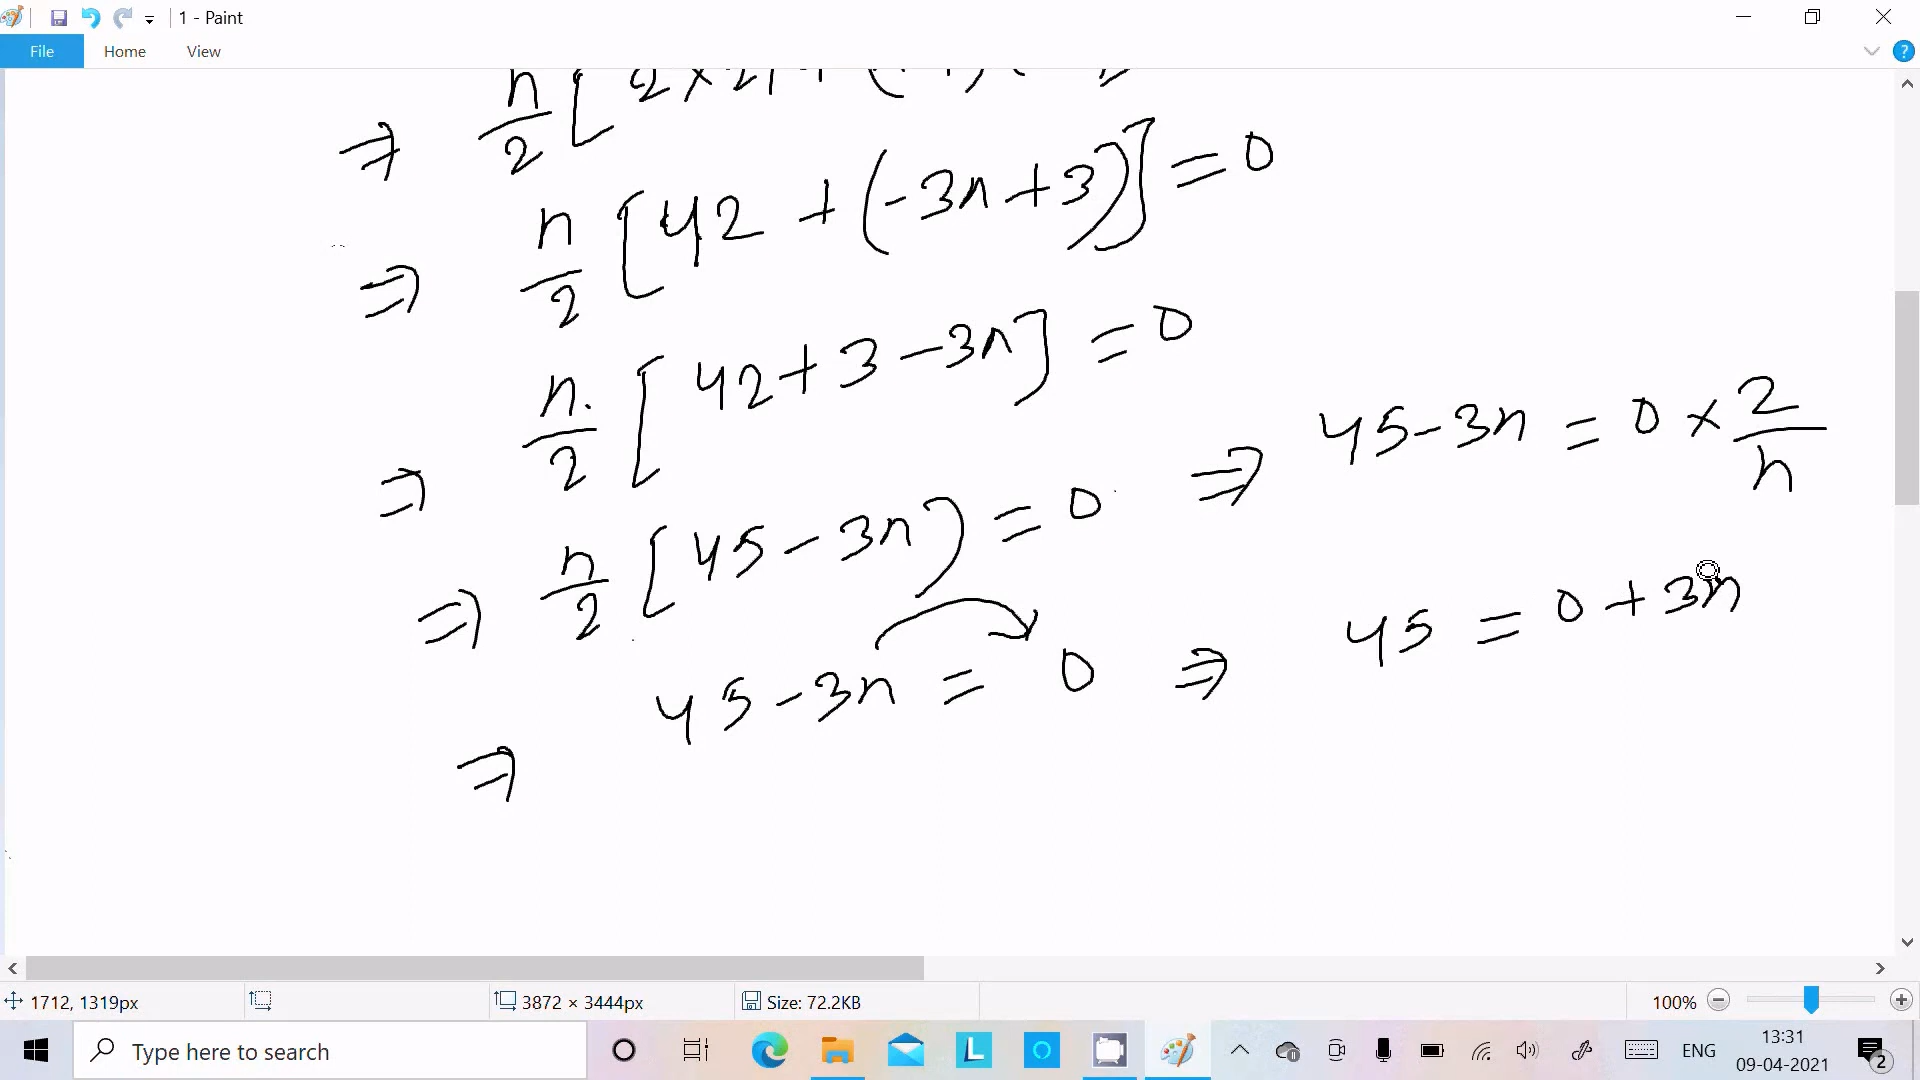 1 - Paint
File Home View
⇒ n/2 [
⇒ n/2 [42 + (-3n+3)] = 0
⇒ n/2 [42+3-3n] = 0
⇒ n/2 [45-3n] = 0 ⇒ 45-3n = 0 × 2/n
⇒ 45-3n = 0 ⇒ 45 = 0+3n
1712, 1319px 3872 × 3444px Size: 72.2KB 100%
Type here to search
L
ENG
13:31
09-04-2021
2